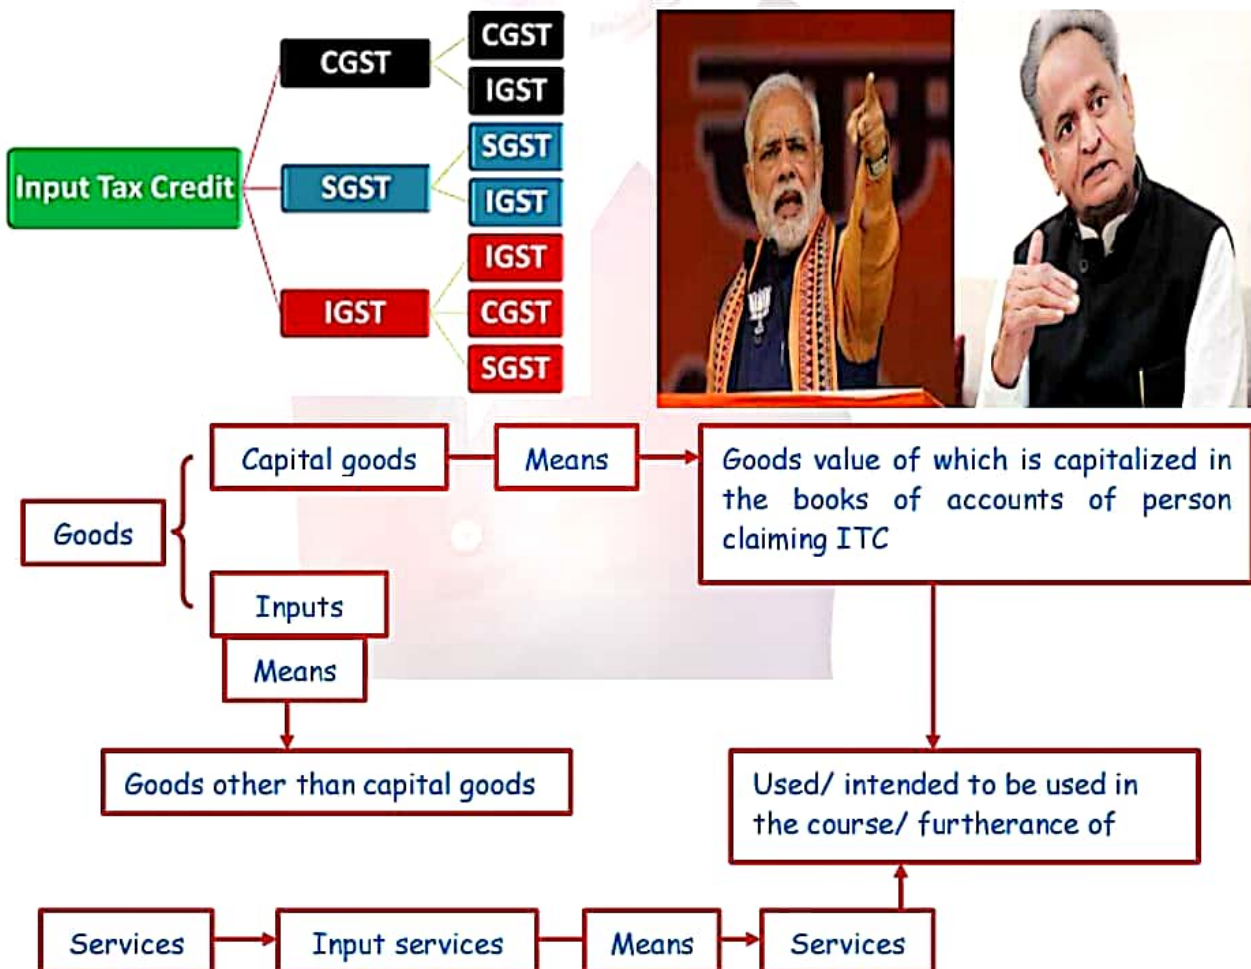 Input Tax Credit
CGST
CGST
IGST
SGST
SGST
IGST
IGST
IGST
CGST
SGST
Goods
Capital goods
Means
Goods value of which is capitalized in
the books of accounts of person
claiming ITC
Inputs
Means
Goods other than capital goods
Used/ intended to be used in
the course/ furtherance of
Services
Input services
Means
Services